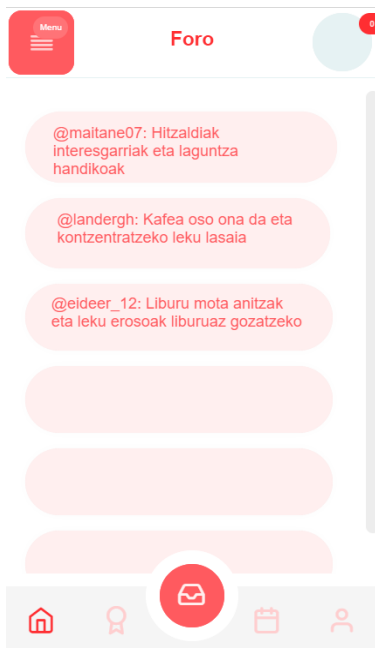 Menu
Foro
0
@maitane07: Hitzaldiak
interesgarriak eta laguntza
handikoak
@landergh: Kafea oso ona da eta
kontzentratzeko leku lasaia
@eideer_12: Liburu mota anitzak
eta leku erosoak liburuaz gozatzeko